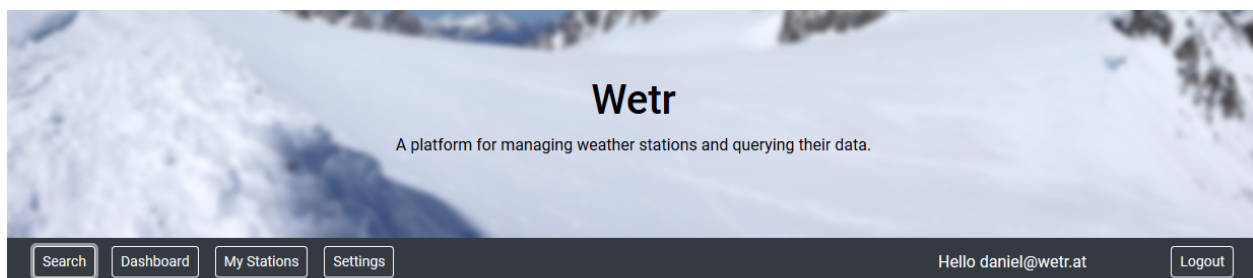 Wetr
A platform for managing weather stations and querying their data.
Search Dashboard My Stations Settings Hello daniel@wetr.at Logout